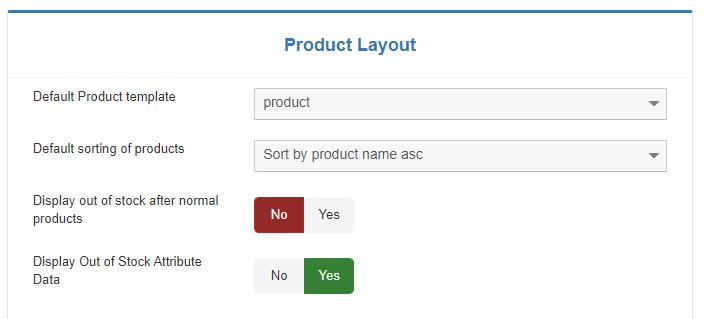 Product Layout
Default Product template
product
Default sorting of products
Sort by product name asc
Display out of stock after normal
products
No
Yes
Display Out of Stock Attribute
Data
No
Yes